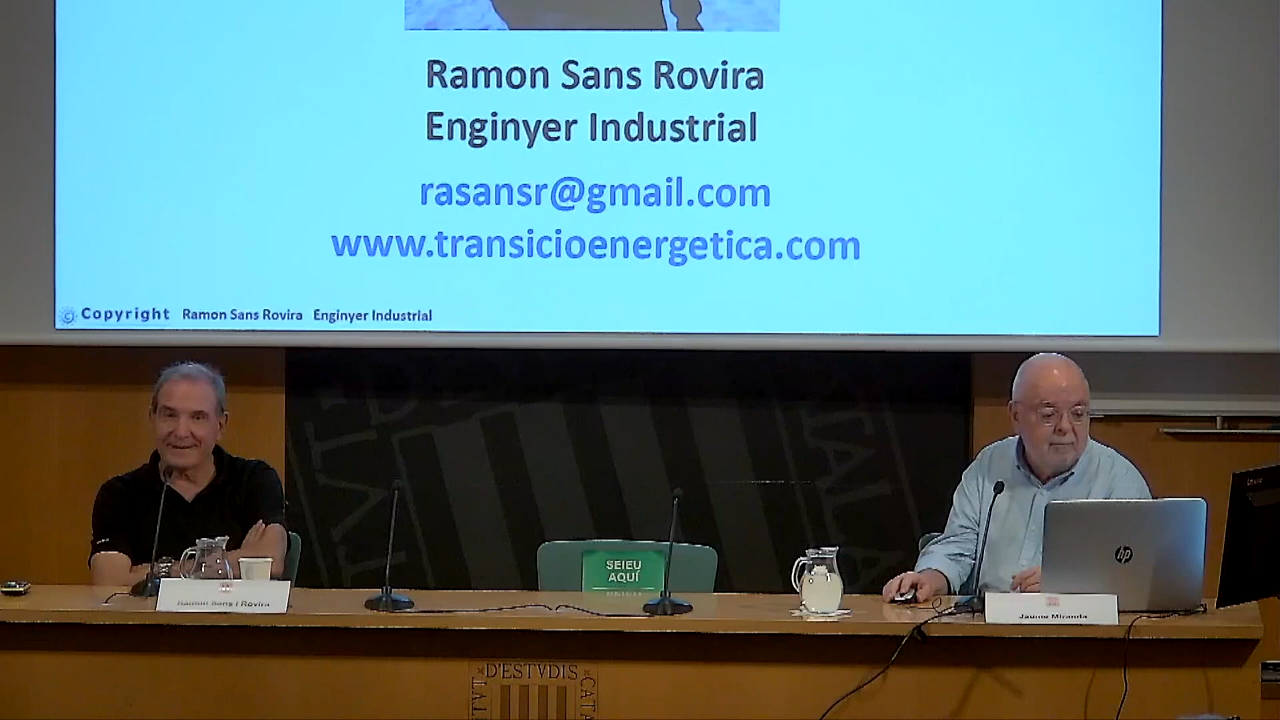 Ramon Sans Rovira
Enginyer Industrial
rasansr@gmail.com
www.transicioenergetica.com
Copyright Ramon Sans Rovira Enginyer Industrial
SEIEU
AQUÍ
hp
Ramon Sans i Rovira
Jaume Miranda
D'ESTVDIS